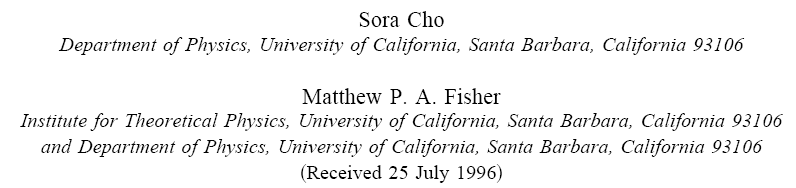 Sora Cho
Department of Physics, University of California, Santa Barbara, California 93106
Matthew P. A. Fisher
Institute for Theoretical Physics, University of California, Santa Barbara, California 93106
and Department of Physics, University of California, Santa Barbara, California 93106
(Received 25 July 1996)